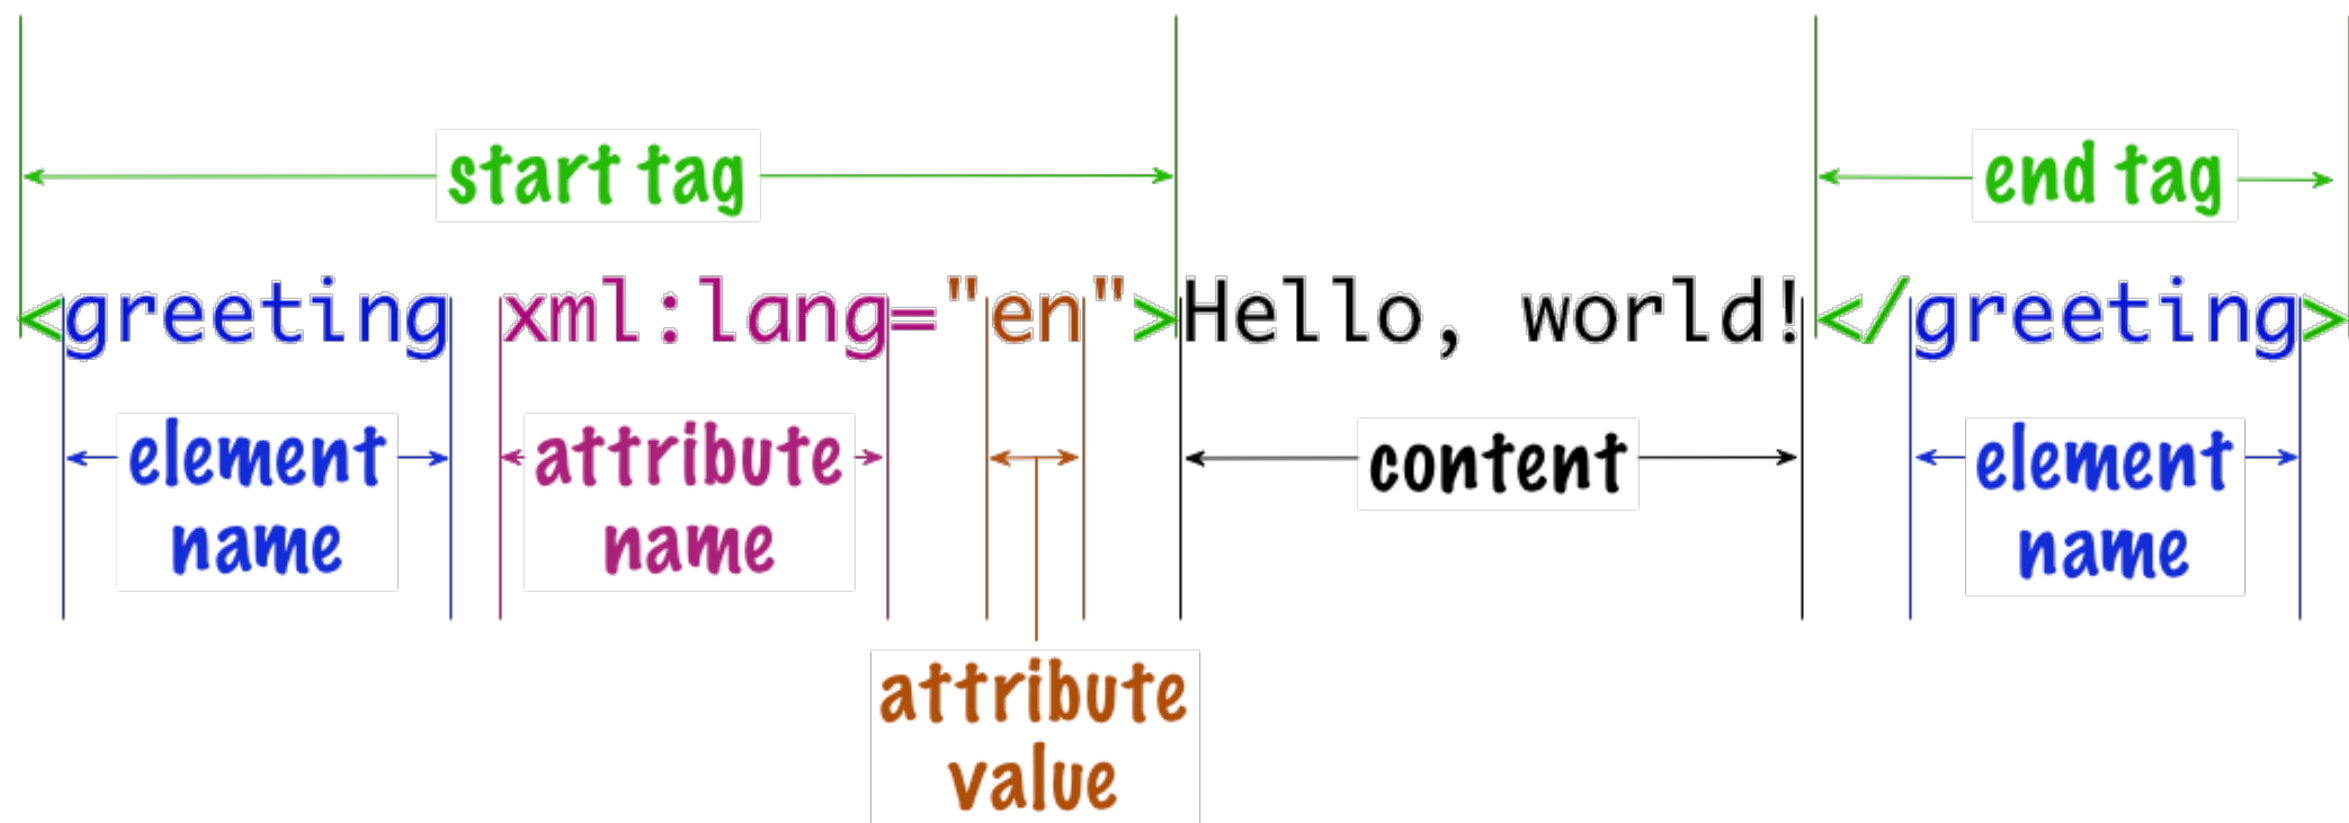 start tag
end tag
<greeting xml:lang="en">Hello, world!</greeting>
element
name
attribute
name
content
element
name
attribute
value